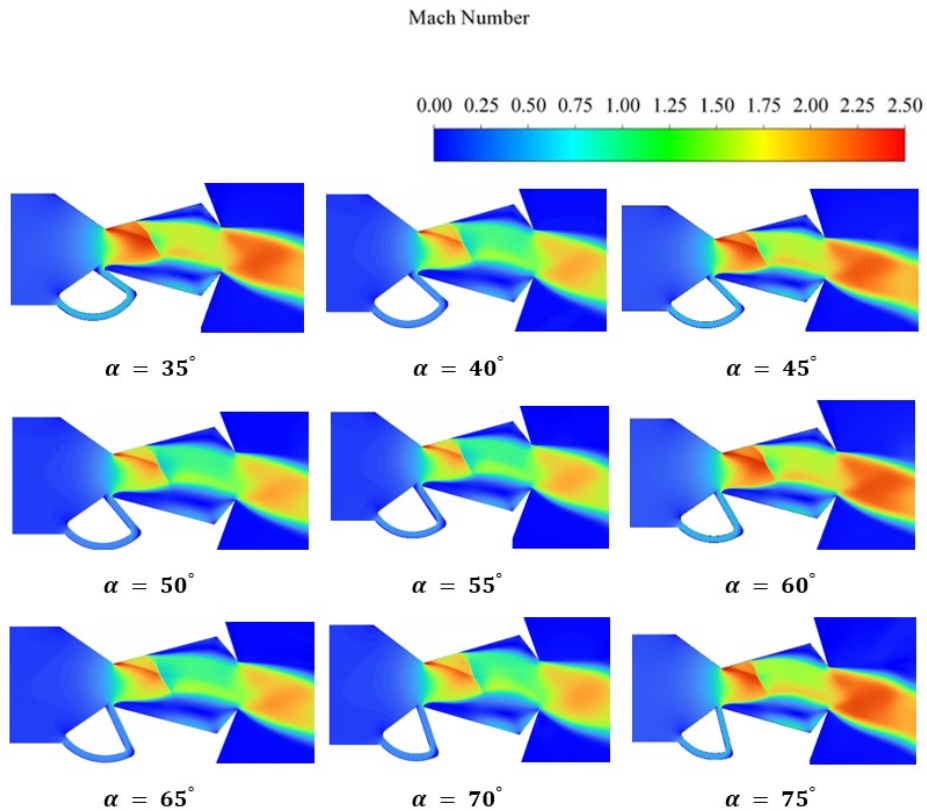 Mach Number
0.00 0.25 0.50 0.75 1.00 1.25 1.50 1.75 2.00 2.25 2.50
α = 35° α = 40° α = 45°
α = 50° α = 55° α = 60°
α = 65° α = 70° α = 75°